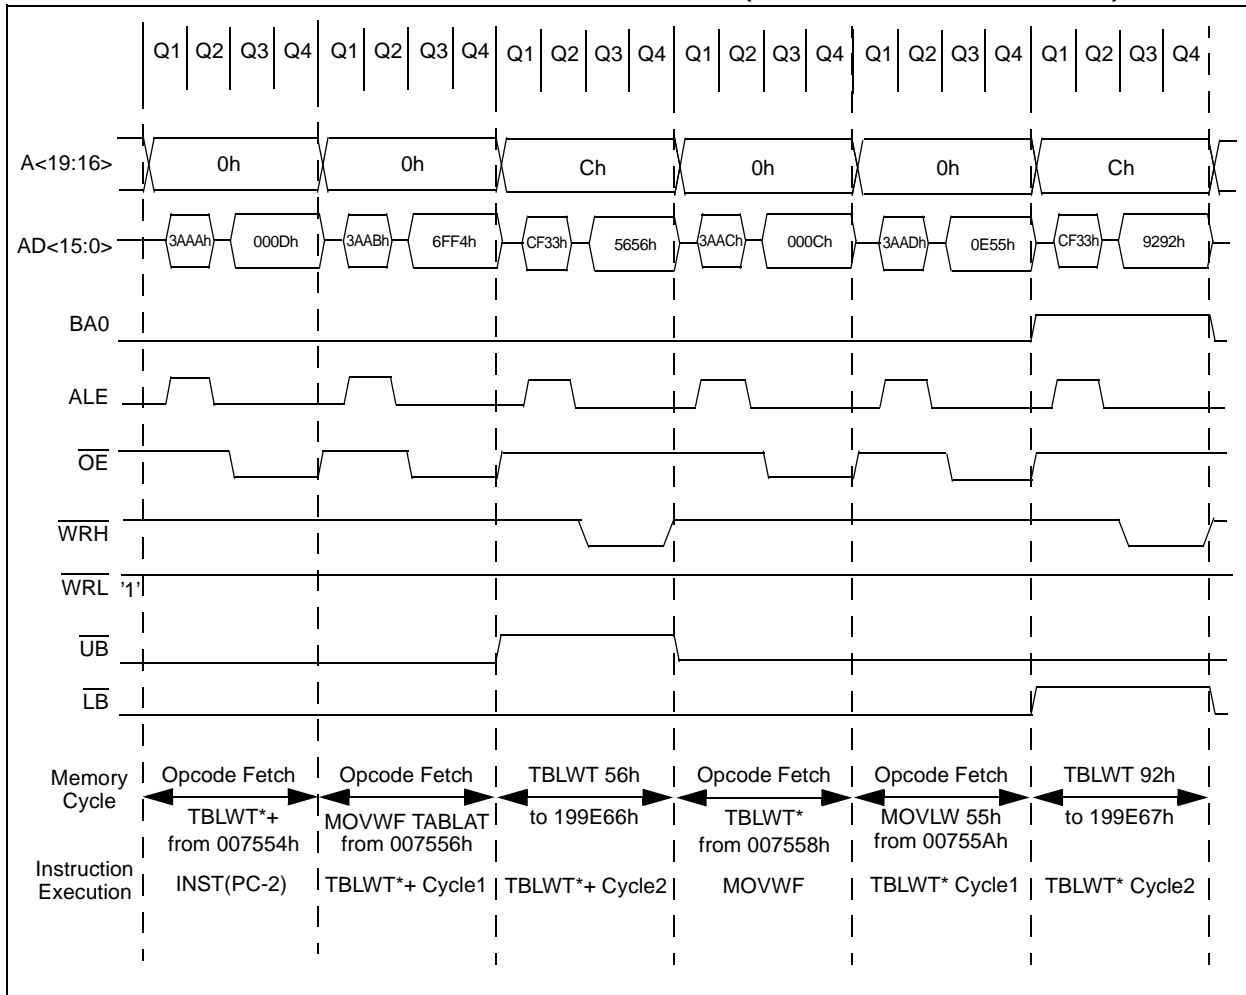 Q1 Q2 Q3 Q4 Q1 Q2 Q3 Q4 Q1 Q2 Q3 Q4 Q1 Q2 Q3 Q4 Q1 Q2 Q3 Q4 Q1 Q2 Q3 Q4
A<19:16> 0h 0h Ch 0h 0h Ch
AD<15:0> 3AAAh 000Dh 3AABh 6FF4h CF33h 5656h 3AACh 000Ch 3AADh 0E55h CF33h 9292h
BA0
ALE
OE
WRH
WRL '1'
UB
LB
Memory Opcode Fetch Opcode Fetch TBLWT 56h Opcode Fetch Opcode Fetch TBLWT 92h
Cycle TBLWT*+ MOVWF TABLAT to 199E66h TBLWT* MOVLW 55h to 199E67h
from 007554h from 007556h from 007558h from 00755Ah
Instruction
Execution INST(PC-2) TBLWT*+ Cycle1 TBLWT*+ Cycle2 MOVWF TBLWT* Cycle1 TBLWT* Cycle2